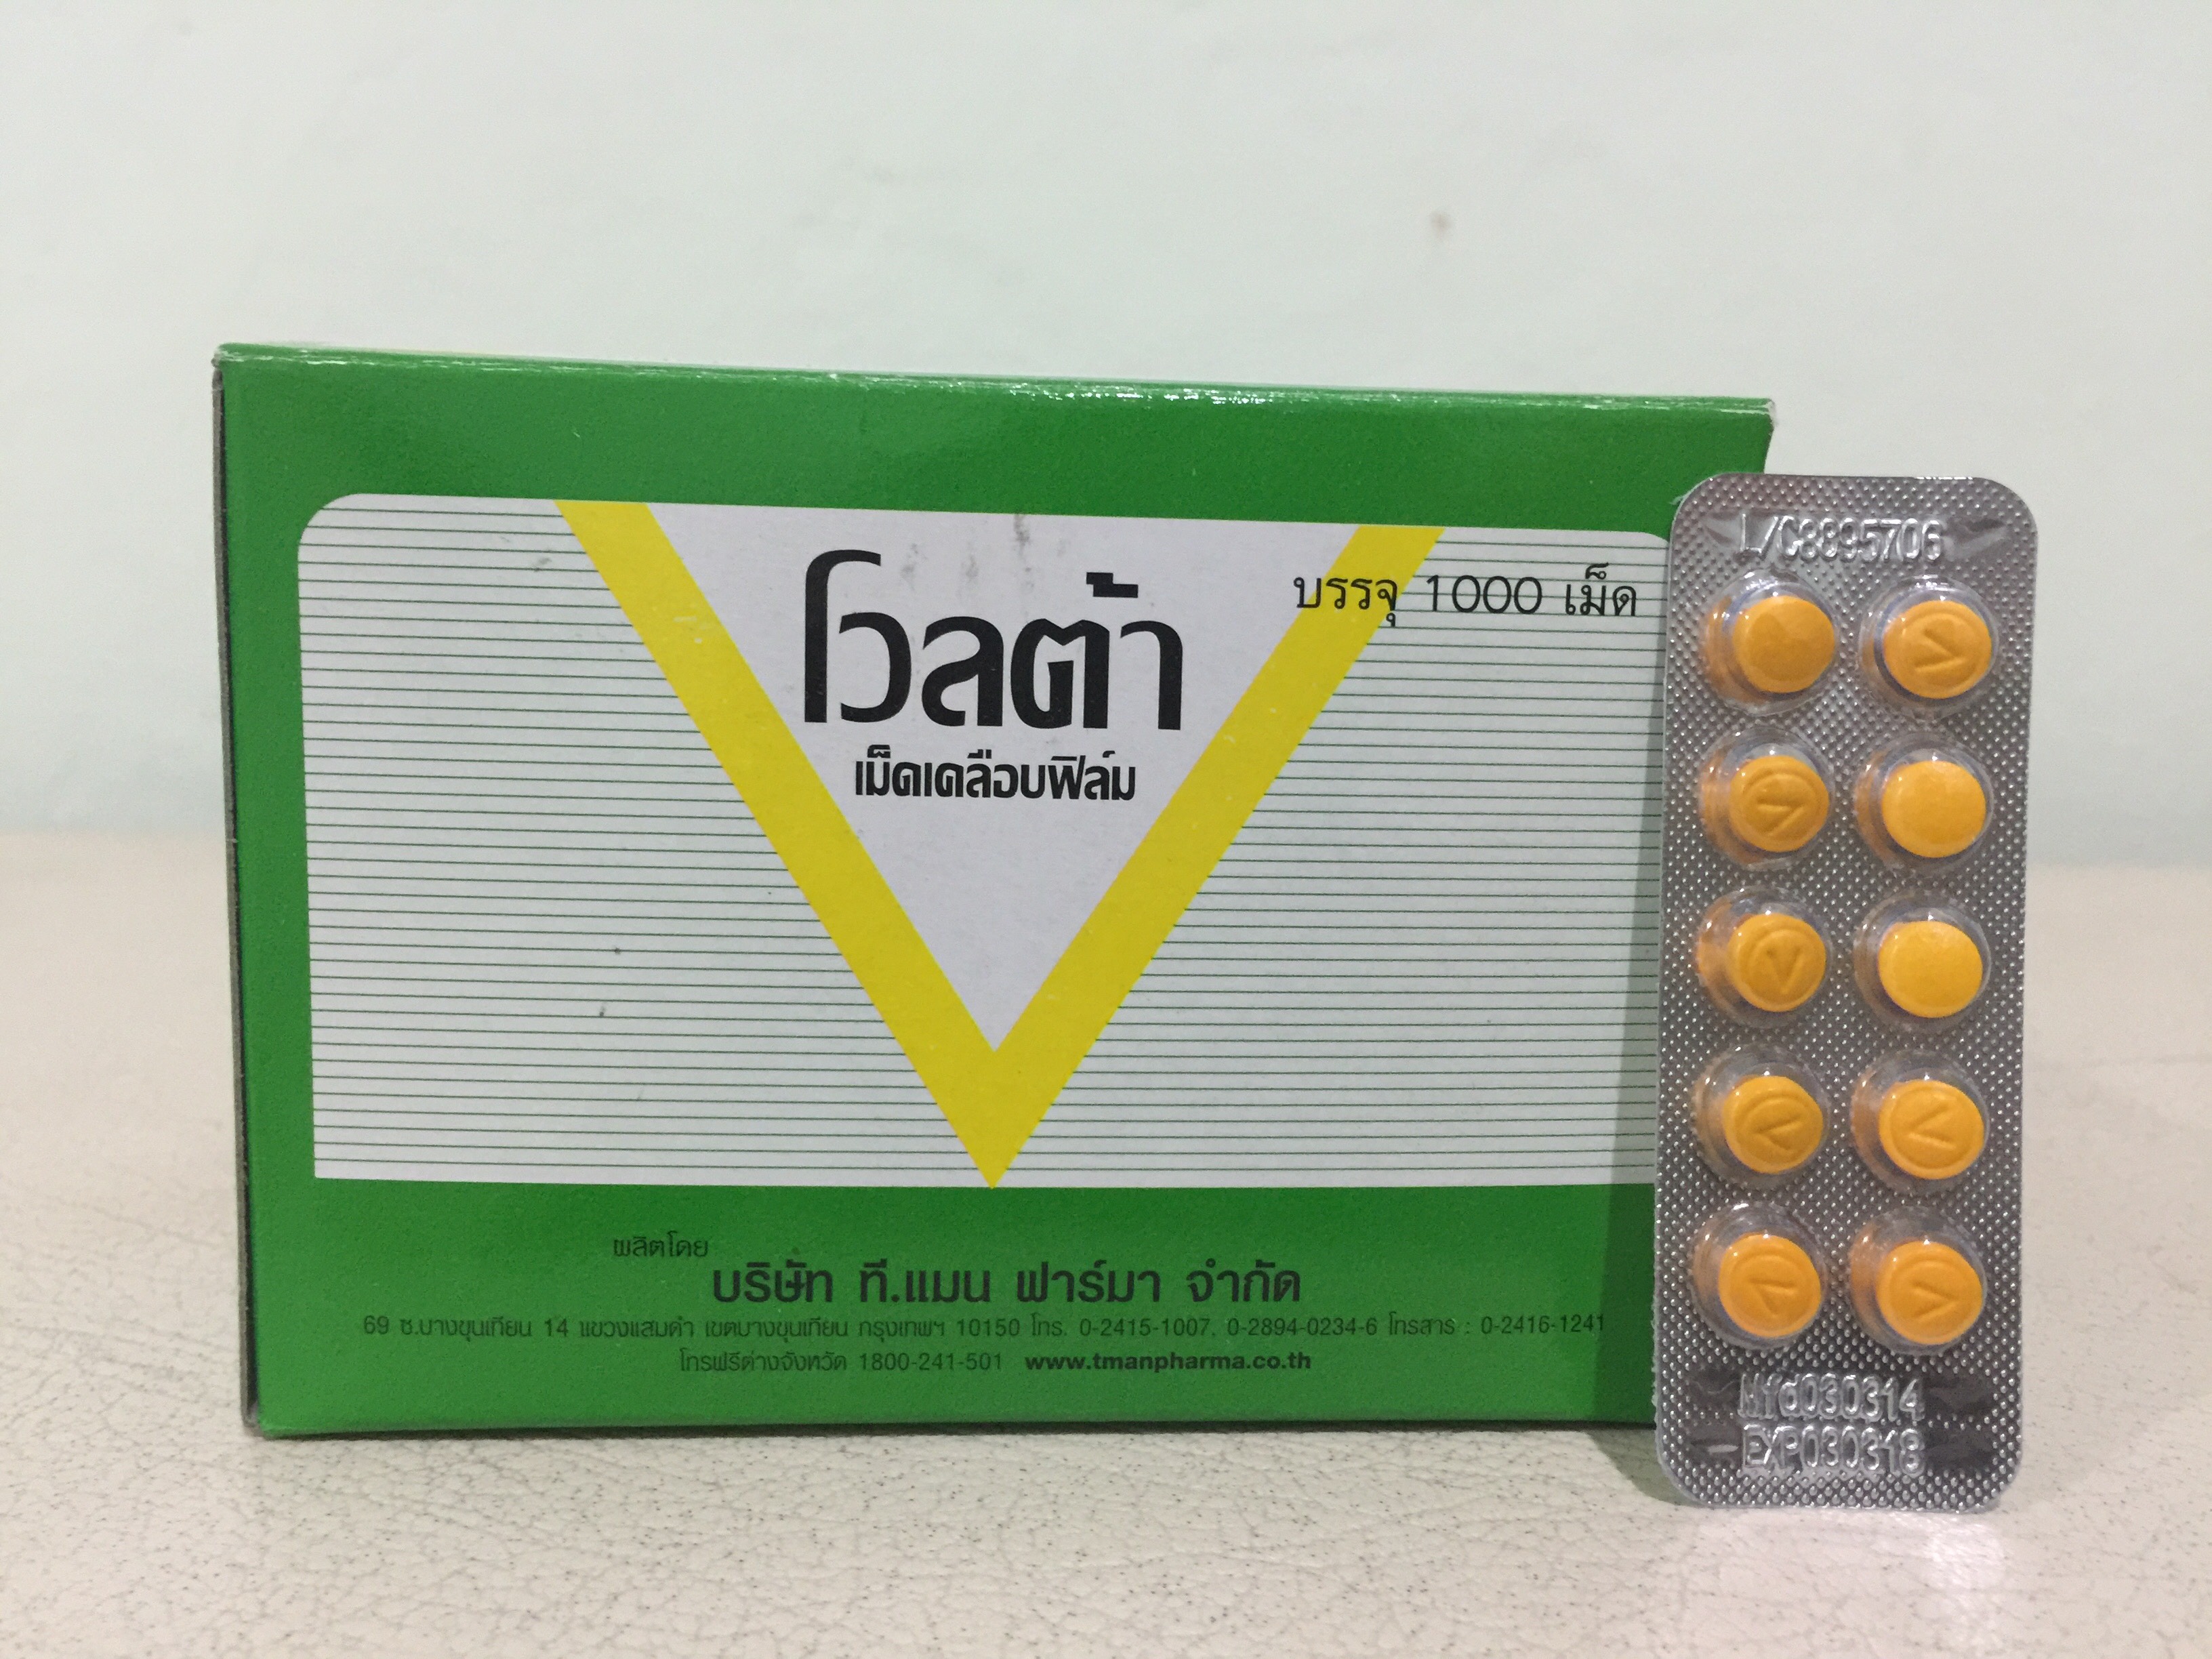 โวลต้า
เม็ดเคลือบฟิล์ม
บรรจุ 1000 เม็ด
ผลิตโดย
บริษัท ที.แมน ฟาร์มา จำกัด
69 ซ.บางขุนเทียน 14 แขวงแสมดำ เขตบางขุนเทียน กรุงเทพฯ 10150 โทร. 0-2415-1007, 0-2894-0234-6 โทรสาร : 0-2416-1241
โทรฟรีต่างจังหวัด 1800-241-501 www.tmanpharma.co.th
L/C8895706
V
V
V
V
V
V
V
Mfd030314
EXP030318